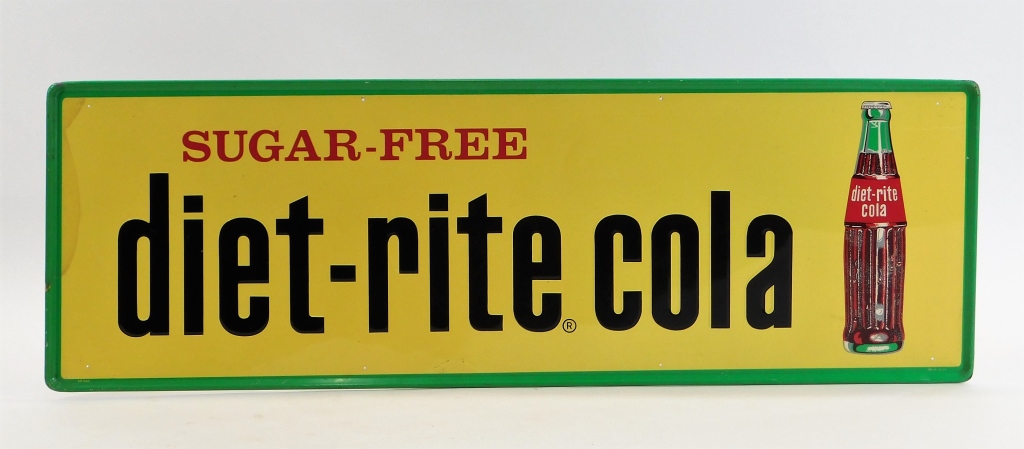 SUGAR-FREE
diet-rite cola®
diet-rite
cola